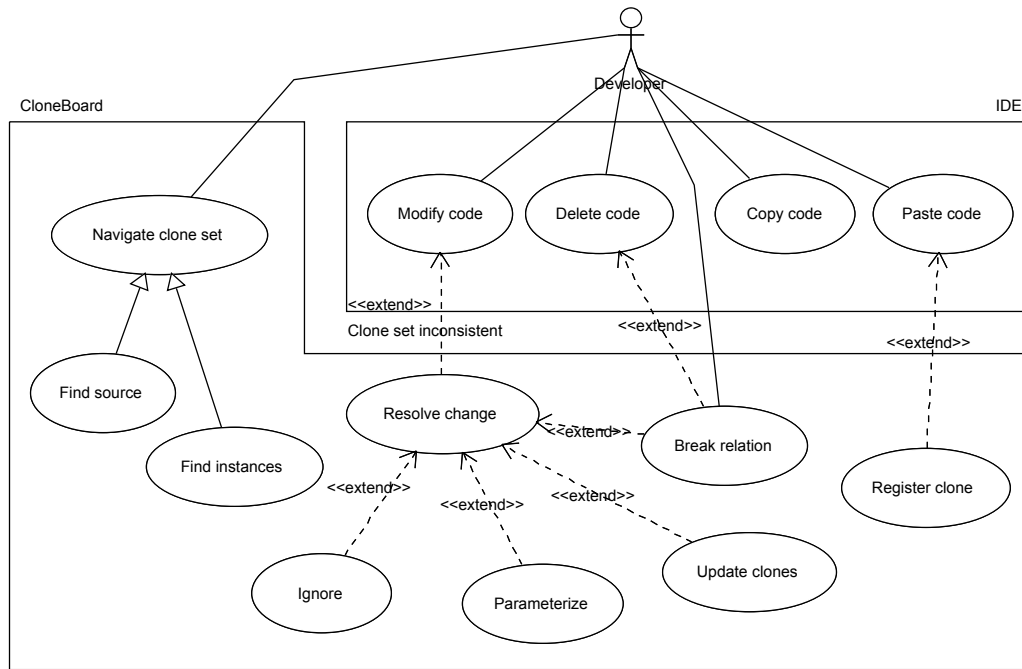 Developer
CloneBoard
IDE
Modify code
Delete code
Copy code
Paste code
Navigate clone set
<<extend>>
Clone set inconsistent
<<extend>>
<<extend>>
Find source
Resolve change
<<extend>>
Break relation
Find instances
Register clone
<<extend>>
<<extend>>
<<extend>>
Ignore
Parameterize
Update clones